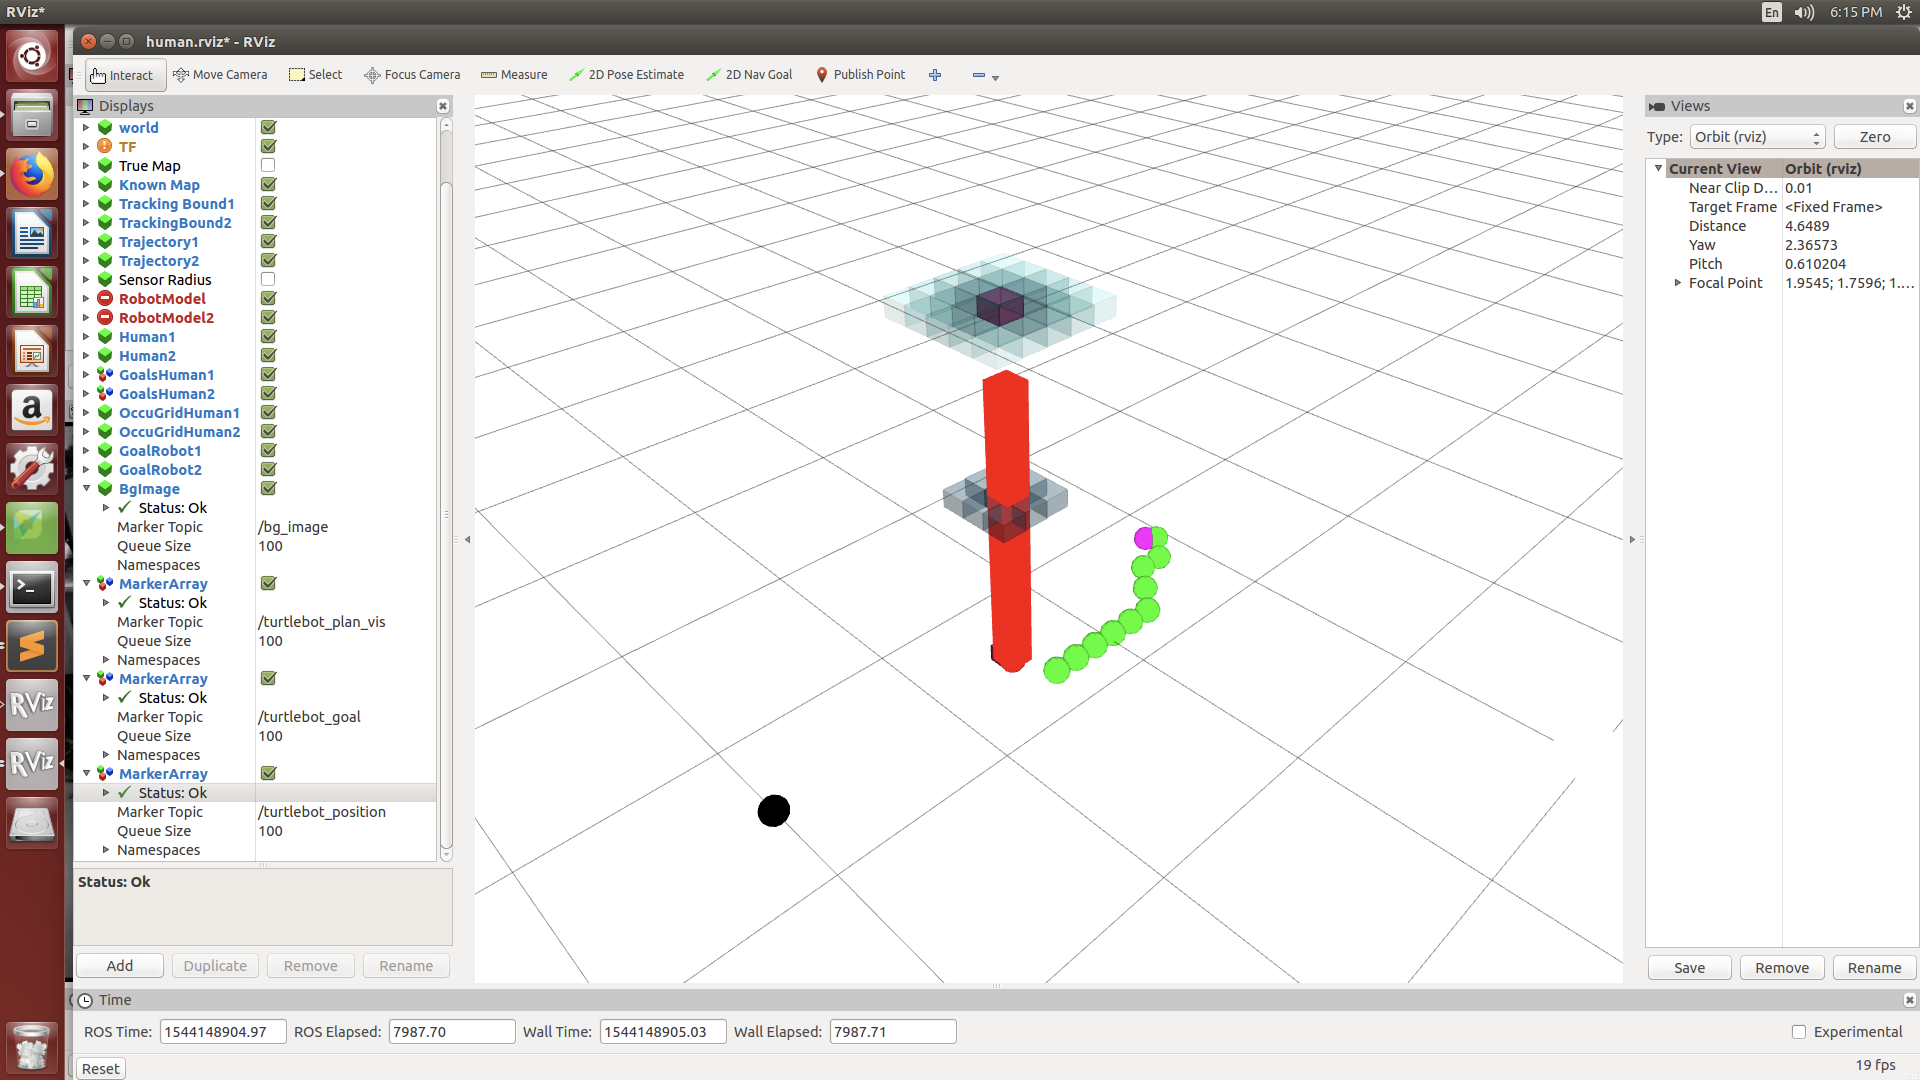 RViz*
En
6:15 PM
human.rviz* - RViz
Interact
Move Camera
Select
Focus Camera
Measure
2D Pose Estimate
2D Nav Goal
Publish Point
Displays
world
TF
True Map
Known Map
Tracking Bound1
TrackingBound2
Trajectory1
Trajectory2
Sensor Radius
RobotModel
RobotModel2
Human1
Human2
GoalsHuman1
GoalsHuman2
OccuGridHuman1
OccuGridHuman2
GoalRobot1
GoalRobot2
BgImage
Status: Ok
Marker Topic /bg_image
Queue Size 100
Namespaces
MarkerArray
Status: Ok
Marker Topic /turtlebot_plan_vis
Queue Size 100
Namespaces
MarkerArray
Status: Ok
Marker Topic /turtlebot_goal
Queue Size 100
Namespaces
MarkerArray
Status: Ok
Marker Topic /turtlebot_position
Queue Size 100
Namespaces
Status: Ok
Add
Duplicate
Remove
Rename
Views
Type: Orbit (rviz)
Zero
Current View Orbit (rviz)
Near Clip D... 0.01
Target Frame <Fixed Frame>
Distance 4.6489
Yaw 2.36573
Pitch 0.610204
Focal Point 1.9545; 1.7596; 1....
Save
Remove
Rename
Time
ROS Time: 1544148904.97 ROS Elapsed: 7987.70 Wall Time: 1544148905.03 Wall Elapsed: 7987.71
Experimental
Reset
19 fps
a
RViz
RViz